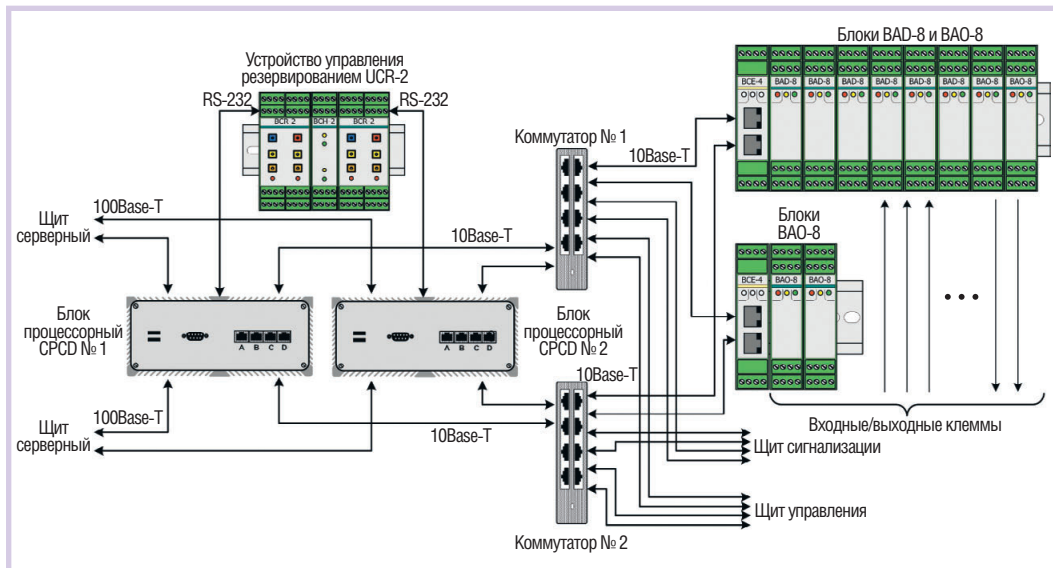 Блоки BAD-8 и BAO-8
Устройство управления
резервированием UCR-2
RS-232
RS-232
BCR-2
BCH-2
BCR-2
BCE-4
BAD-8
BAD-8
BAD-8
BAD-8
BAD-8
BAO-8
BAO-8
Коммутатор № 1
10Base-T
100Base-T
Щит
серверный
10Base-T
Блоки
BAO-8
BCE-4
BAO-8
BAO-8
Блок
процессорный
CPCD № 1
A B C D
Блок
процессорный
CPCD № 2
A B C D
10Base-T
100Base-T
Щит
серверный
10Base-T
Входные/выходные клеммы
Щит сигнализации
Щит управления
Коммутатор № 2